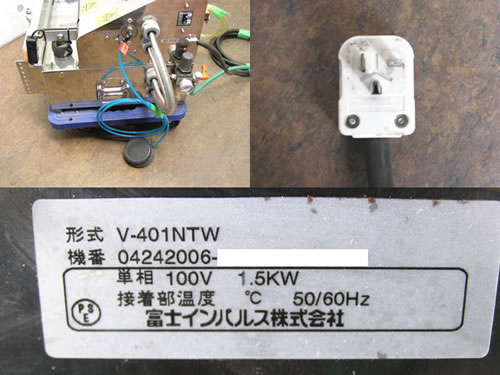 形式 V-401NTW
機番 04242006-
単相 100V 1.5KW
接着部温度 ℃ 50/60Hz
PSE
富士インパルス株式会社